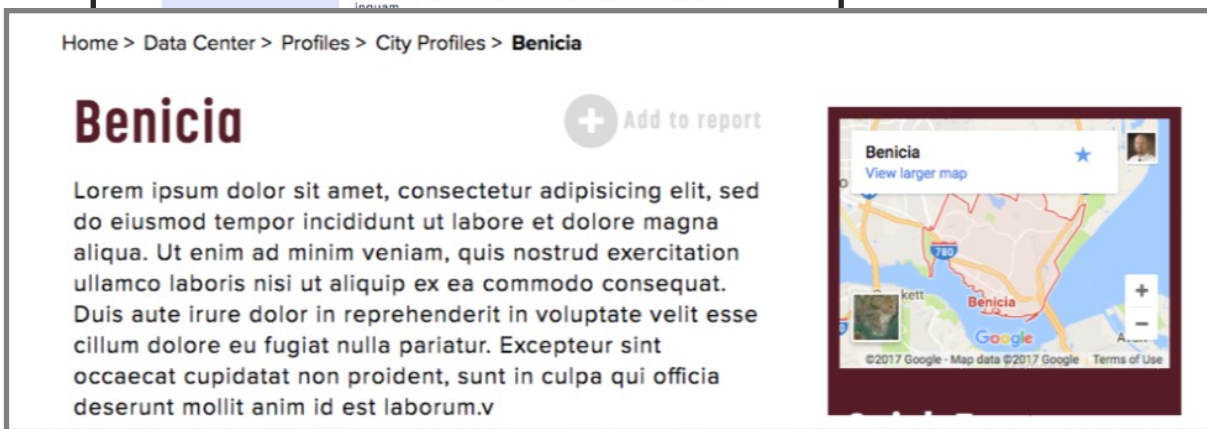 inquam
Home > Data Center > Profiles > City Profiles > Benicia
Benicia
Add to report
Lorem ipsum dolor sit amet, consectetur adipisicing elit, sed
do eiusmod tempor incididunt ut labore et dolore magna
aliqua. Ut enim ad minim veniam, quis nostrud exercitation
ullamco laboris nisi ut aliquip ex ea commodo consequat.
Duis aute irure dolor in reprehenderit in voluptate velit esse
cillum dolore eu fugiat nulla pariatur. Excepteur sint
occaecat cupidatat non proident, sunt in culpa qui officia
deserunt mollit anim id est laborum.v
Benicia
View larger map
780
kett
Benicia
Google
©2017 Google - Map data ©2017 Google Terms of Use